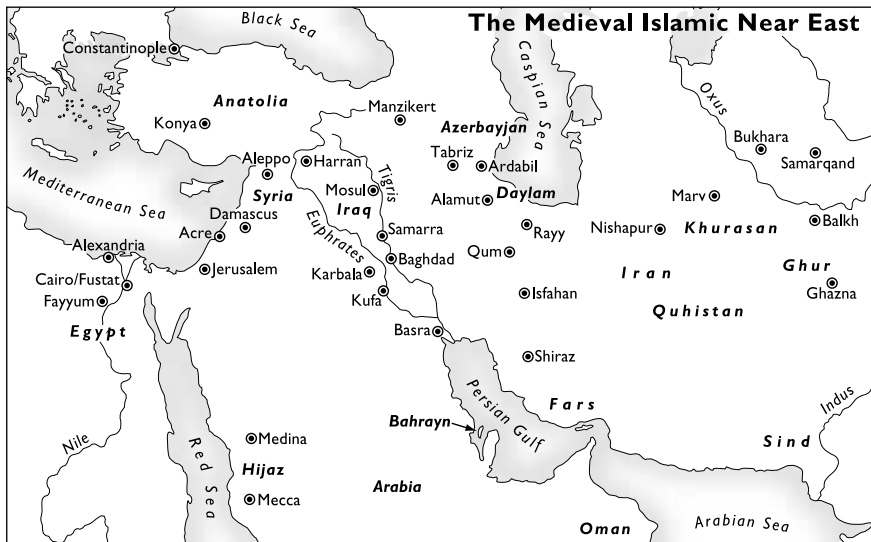 The Medieval Islamic Near East
Black Sea
Constantinople
Caspian Sea
Oxus
Anatolia
Manzikert
Konya
Azerbayjan
Bukhara
Samarqand
Aleppo
Harran
Tabriz
Ardabil
Mediterranean Sea
Syria
Mosul
Tigris
Iraq
Alamut
Daylam
Marv
Damascus
Acre
Euphrates
Samarra
Rayy
Nishapur
Khurasan
Balkh
Alexandria
Baghdad
Qum
Jerusalem
Karbala
Iran
Ghur
Cairo/Fustat
Fayyum
Kufa
Isfahan
Ghazna
Quhistan
Egypt
Basra
Shiraz
Persian Gulf
Fars
Indus
Bahrayn
Nile
Medina
Sind
Red Sea
Hijaz
Arabia
Mecca
Oman
Arabian Sea